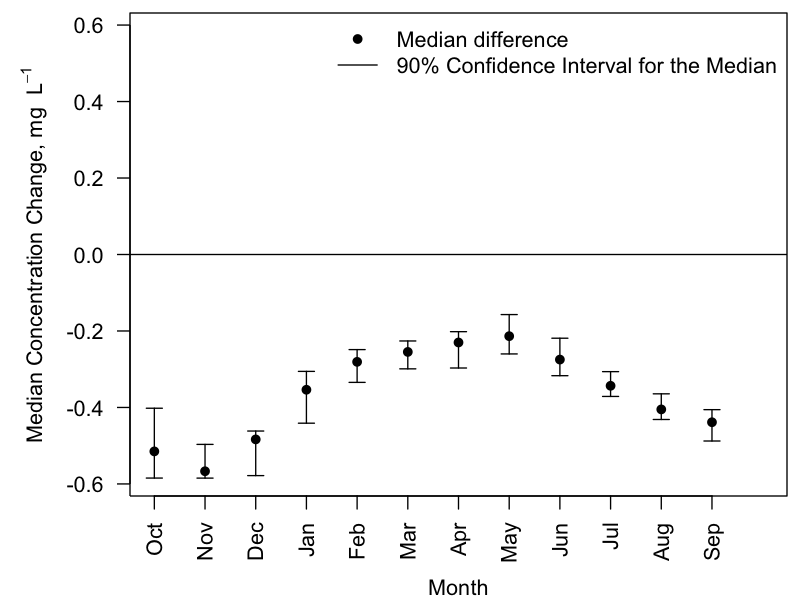 Median difference
90% Confidence Interval for the Median
Median Concentration Change, mg L⁻¹
0.6
0.4
0.2
0.0
-0.2
-0.4
-0.6
Oct Nov Dec Jan Feb Mar Apr May Jun Jul Aug Sep
Month